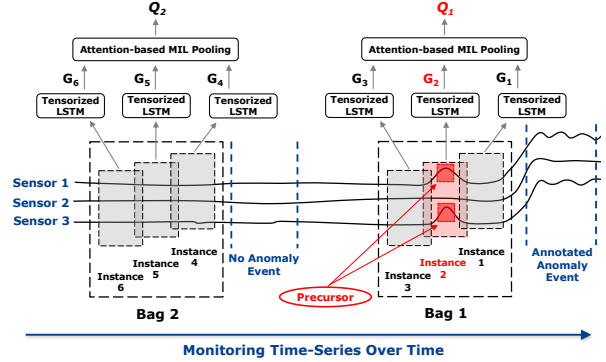 Q2
Q1
Attention-based MIL Pooling
Attention-based MIL Pooling
G6
G5
G4
G3
G2
G1
Tensorized
LSTM
Tensorized
LSTM
Tensorized
LSTM
Tensorized
LSTM
Tensorized
LSTM
Tensorized
LSTM
Sensor 1
Sensor 2
Sensor 3
Instance
6
Instance
5
Instance
4
No Anomaly
Event
Instance
3
Instance
2
Instance
1
Annotated
Anomaly
Event
Precursor
Bag 2
Bag 1
Monitoring Time-Series Over Time